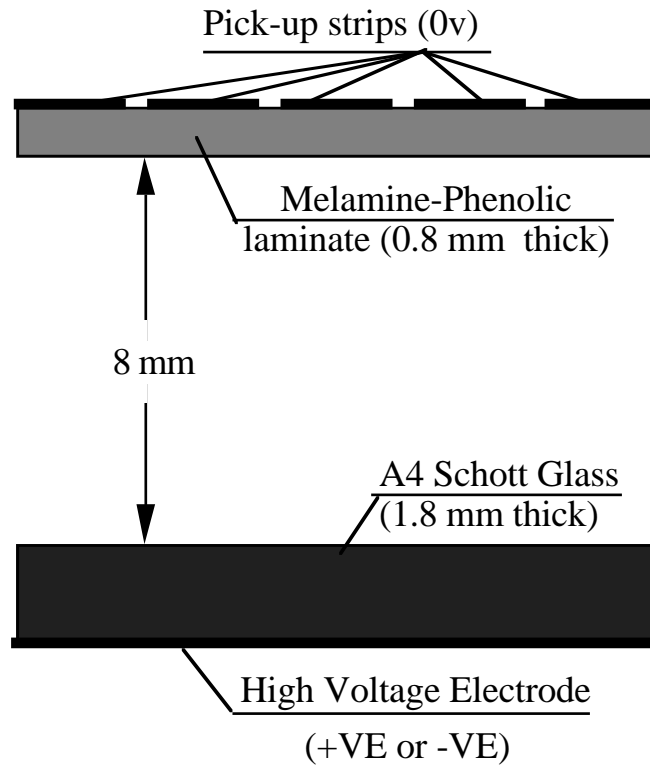 Pick-up strips (0v)
Melamine-Phenolic
laminate (0.8 mm thick)
8 mm
A4 Schott Glass
(1.8 mm thick)
High Voltage Electrode
(+VE or -VE)